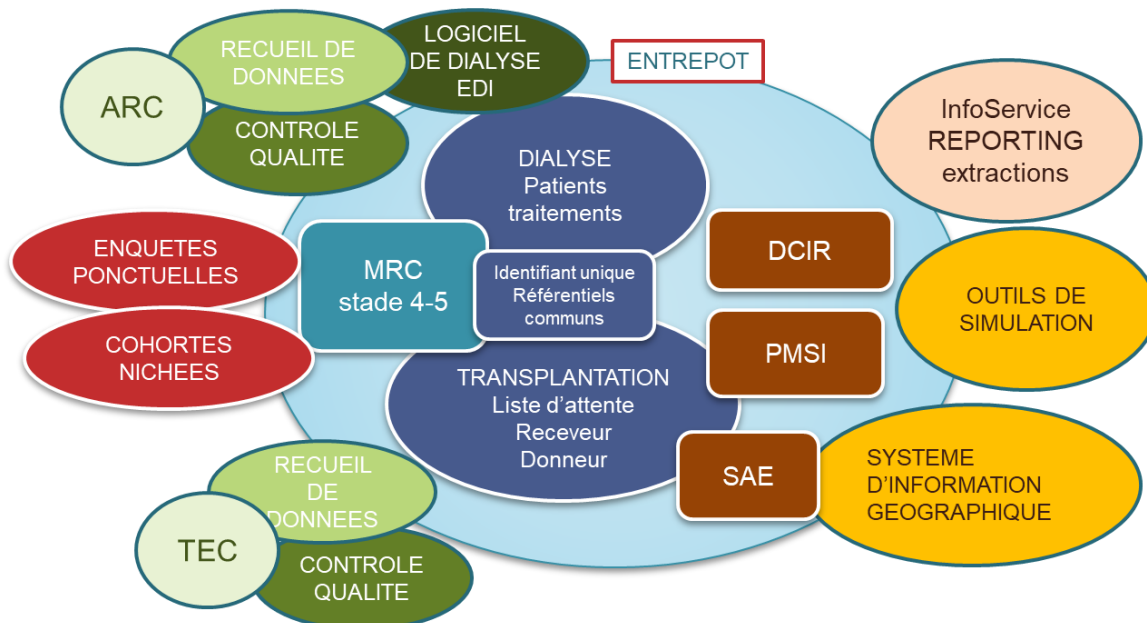 RECUEIL DE
DONNEES
LOGICIEL
DE DIALYSE
EDI
ENTREPOT
ARC
CONTROLE
QUALITE
InfoService
REPORTING
extractions
DIALYSE
Patients
traitements
ENQUETES
PONCTUELLES
MRC
stade 4-5
Identifiant unique
Référentiels
communs
DCIR
OUTILS DE
SIMULATION
COHORTES
NICHEES
PMSI
TRANSPLANTATION
Liste d’attente
Receveur
Donneur
SAE
SYSTEME
D’INFORMATION
GEOGRAPHIQUE
RECUEIL
DE
DONNEES
TEC
CONTROLE
QUALITE